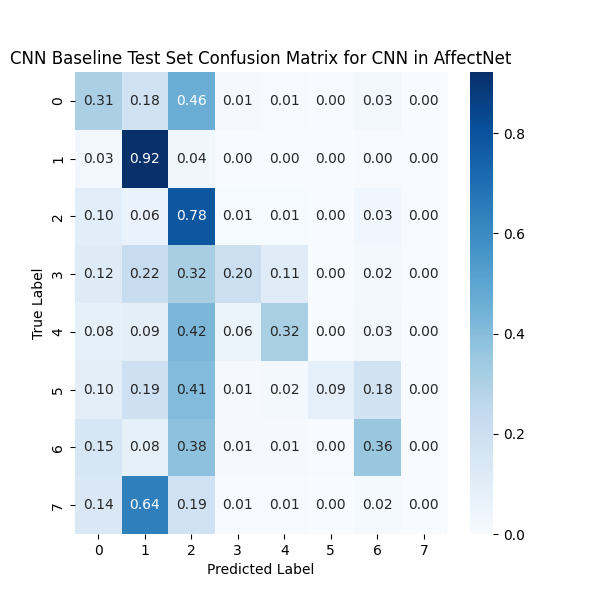 CNN Baseline Test Set Confusion Matrix for CNN in AffectNet
0 0.31 0.18 0.46 0.01 0.01 0.00 0.03 0.00
1 0.03 0.92 0.04 0.00 0.00 0.00 0.00 0.00
2 0.10 0.06 0.78 0.01 0.01 0.00 0.03 0.00
3 0.12 0.22 0.32 0.20 0.11 0.00 0.02 0.00
4 0.08 0.09 0.42 0.06 0.32 0.00 0.03 0.00
5 0.10 0.19 0.41 0.01 0.02 0.09 0.18 0.00
6 0.15 0.08 0.38 0.01 0.01 0.00 0.36 0.00
7 0.14 0.64 0.19 0.01 0.01 0.00 0.02 0.00
0 1 2 3 4 5 6 7
Predicted Label
True Label
0.8
0.6
0.4
0.2
0.0